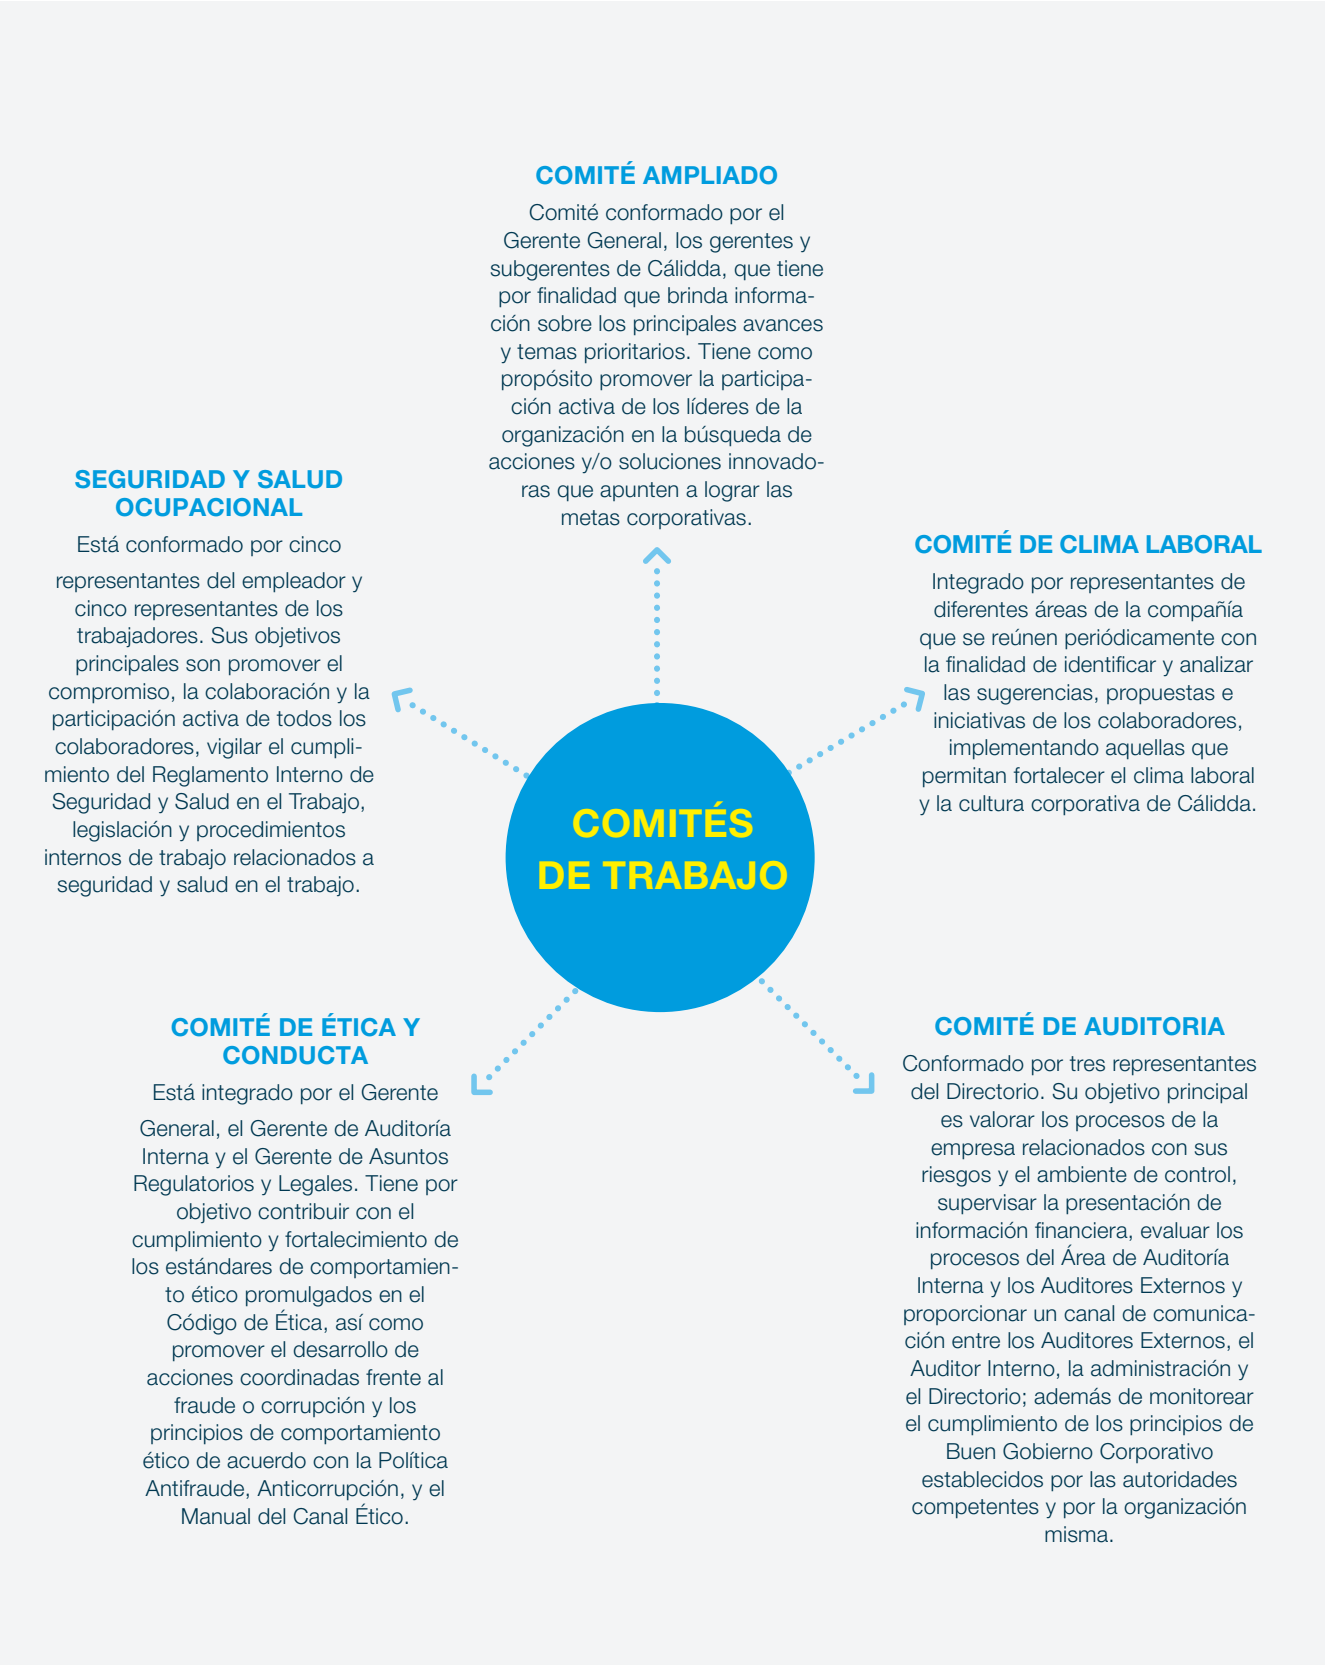 COMITÉ AMPLIADO
Comité conformado por el
Gerente General, los gerentes y
subgerentes de Cálidda, que tiene
por finalidad que brinda informa-
ción sobre los principales avances
y temas prioritarios. Tiene como
propósito promover la participa-
ción activa de los líderes de la
organización en la búsqueda de
acciones y/o soluciones innovado-
ras que apunten a lograr las
metas corporativas.
SEGURIDAD Y SALUD
OCUPACIONAL
Está conformado por cinco
representantes del empleador y
cinco representantes de los
trabajadores. Sus objetivos
principales son promover el
compromiso, la colaboración y la
participación activa de todos los
colaboradores, vigilar el cumpli-
miento del Reglamento Interno de
Seguridad y Salud en el Trabajo,
legislación y procedimientos
internos de trabajo relacionados a
seguridad y salud en el trabajo.
COMITÉ DE CLIMA LABORAL
Integrado por representantes de
diferentes áreas de la compañía
que se reúnen periódicamente con
la finalidad de identificar y analizar
las sugerencias, propuestas e
iniciativas de los colaboradores,
implementando aquellas que
permitan fortalecer el clima laboral
y la cultura corporativa de Cálidda.
COMITÉS
DE TRABAJO
COMITÉ DE ÉTICA Y
CONDUCTA
Está integrado por el Gerente
General, el Gerente de Auditoría
Interna y el Gerente de Asuntos
Regulatorios y Legales. Tiene por
objetivo contribuir con el
cumplimiento y fortalecimiento de
los estándares de comportamien-
to ético promulgados en el
Código de Ética, así como
promover el desarrollo de
acciones coordinadas frente al
fraude o corrupción y los
principios de comportamiento
ético de acuerdo con la Política
Antifraude, Anticorrupción, y el
Manual del Canal Ético.
COMITÉ DE AUDITORIA
Conformado por tres representantes
del Directorio. Su objetivo principal
es valorar los procesos de la
empresa relacionados con sus
riesgos y el ambiente de control,
supervisar la presentación de
información financiera, evaluar los
procesos del Área de Auditoría
Interna y los Auditores Externos y
proporcionar un canal de comunica-
ción entre los Auditores Externos, el
Auditor Interno, la administración y
el Directorio; además de monitorear
el cumplimiento de los principios de
Buen Gobierno Corporativo
establecidos por las autoridades
competentes y por la organización
misma.